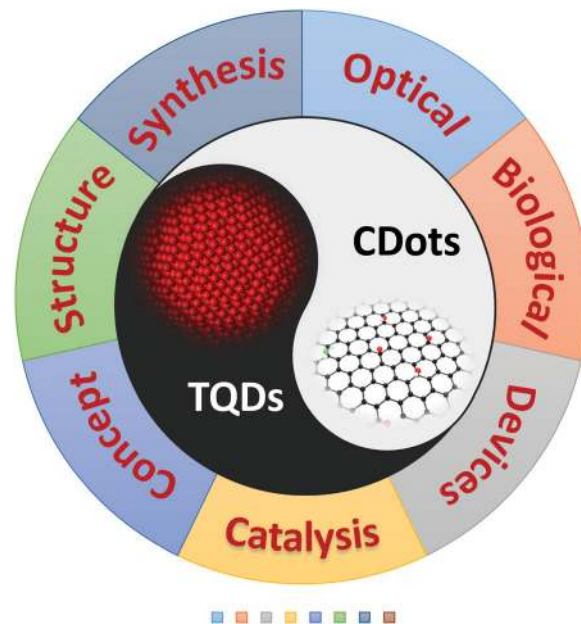 Synthesis
Optical
Biological
Devices
Catalysis
Concept
Structure
CDots
TQDs